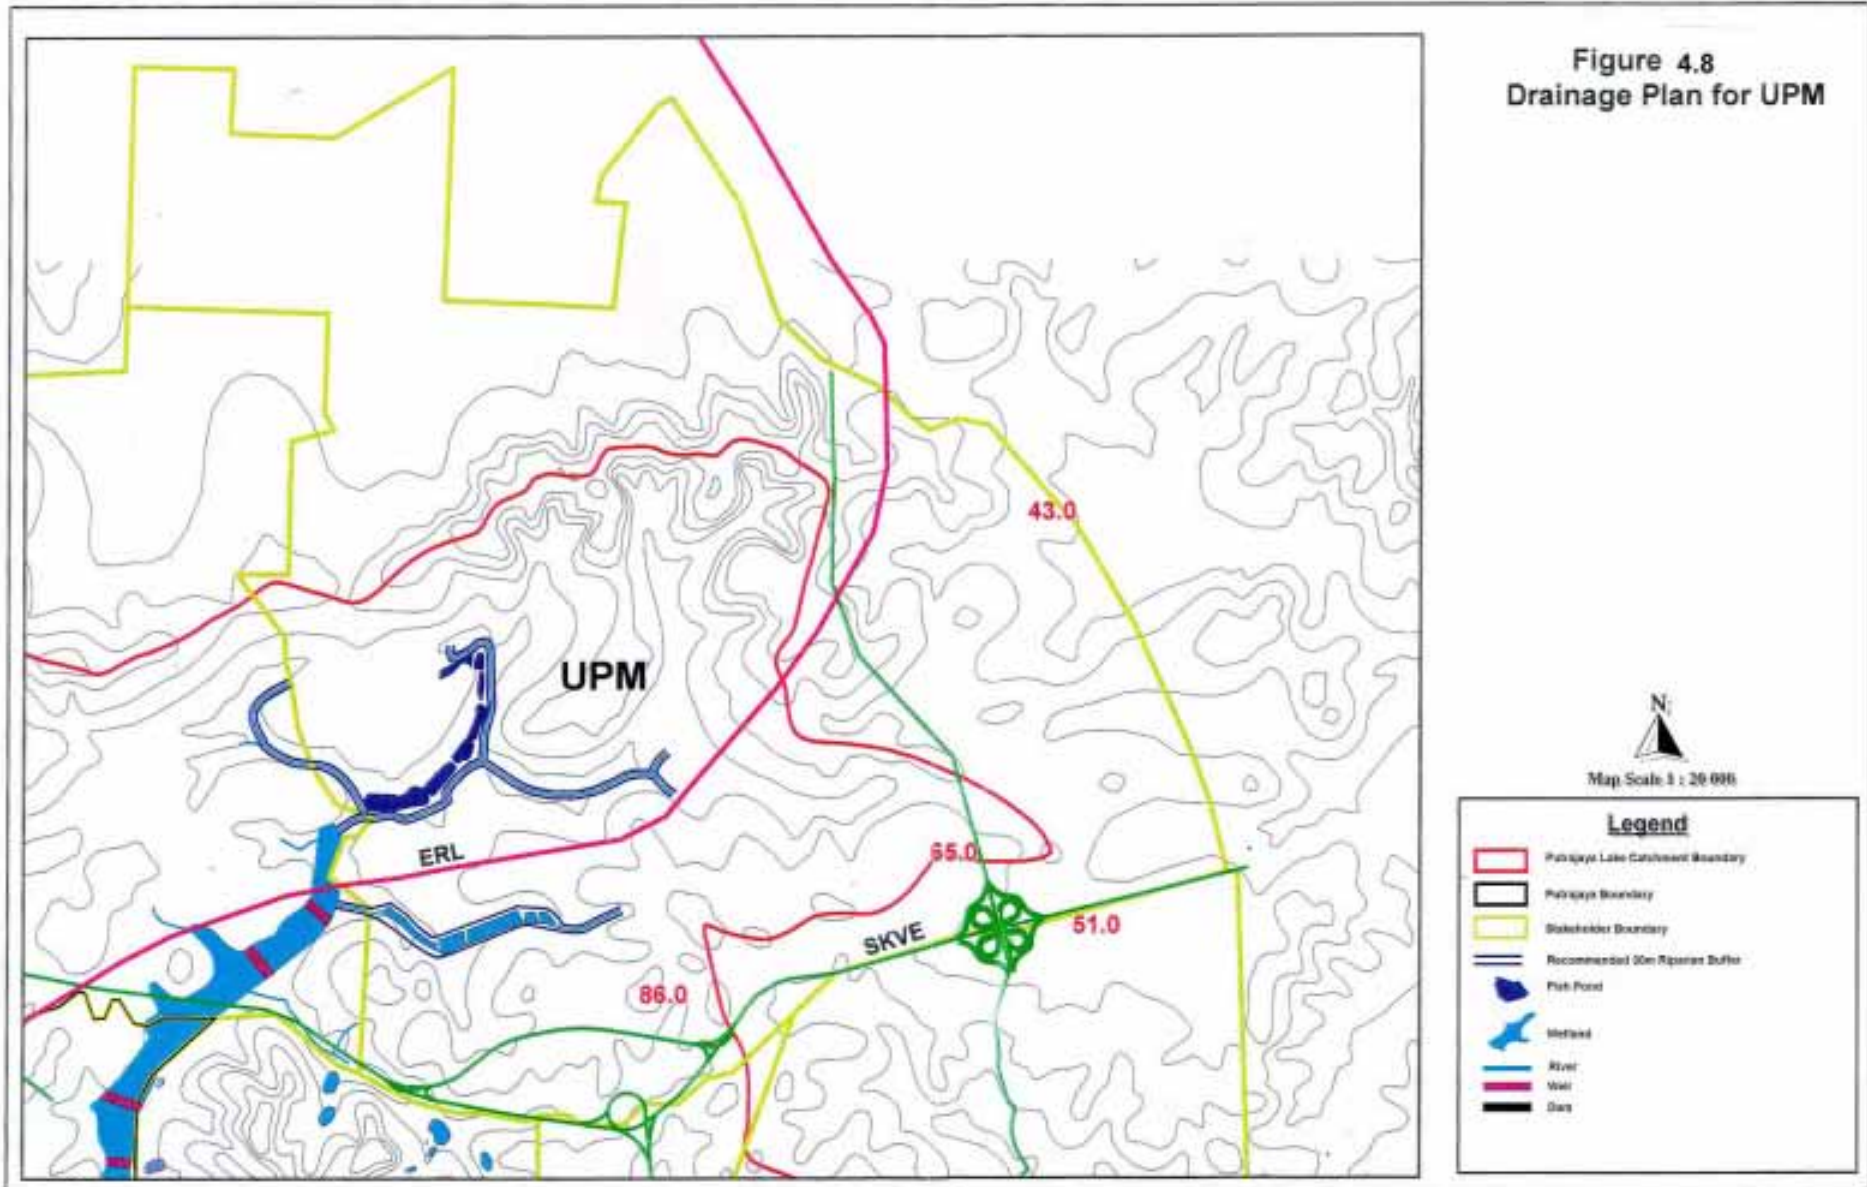 Figure 4.8
Drainage Plan for UPM
43.0
UPM
ERL
65.0
SKVE
51.0
86.0
N
Map Scale 1 : 20 000
Legend
Putrajaya Lake Catchment Boundary
Putrajaya Boundary
Stakeholder Boundary
Recommended Riparian Buffer
Fish Pond
Wetland
River
Weir
Dam